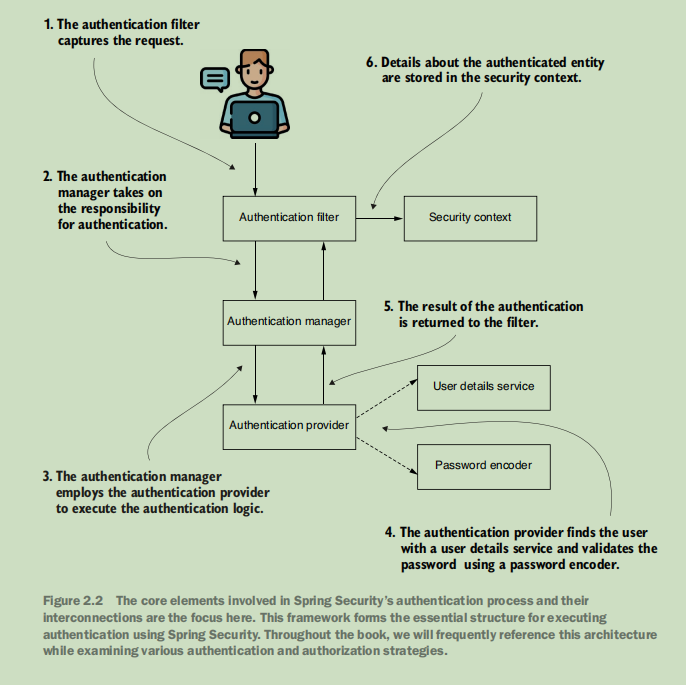 1. The authentication filter
captures the request.
6. Details about the authenticated entity
are stored in the security context.
2. The authentication
manager takes on
the responsibility
for authentication.
Authentication filter
Security context
5. The result of the authentication
is returned to the filter.
Authentication manager
User details service
Authentication provider
Password encoder
3. The authentication manager
employs the authentication provider
to execute the authentication logic.
4. The authentication provider finds the user
with a user details service and validates the
password using a password encoder.
Figure 2.2 The core elements involved in Spring Security's authentication process and their
interconnections are the focus here. This framework forms the essential structure for executing
authentication using Spring Security. Throughout the book, we will frequently reference this architecture
while examining various authentication and authorization strategies.